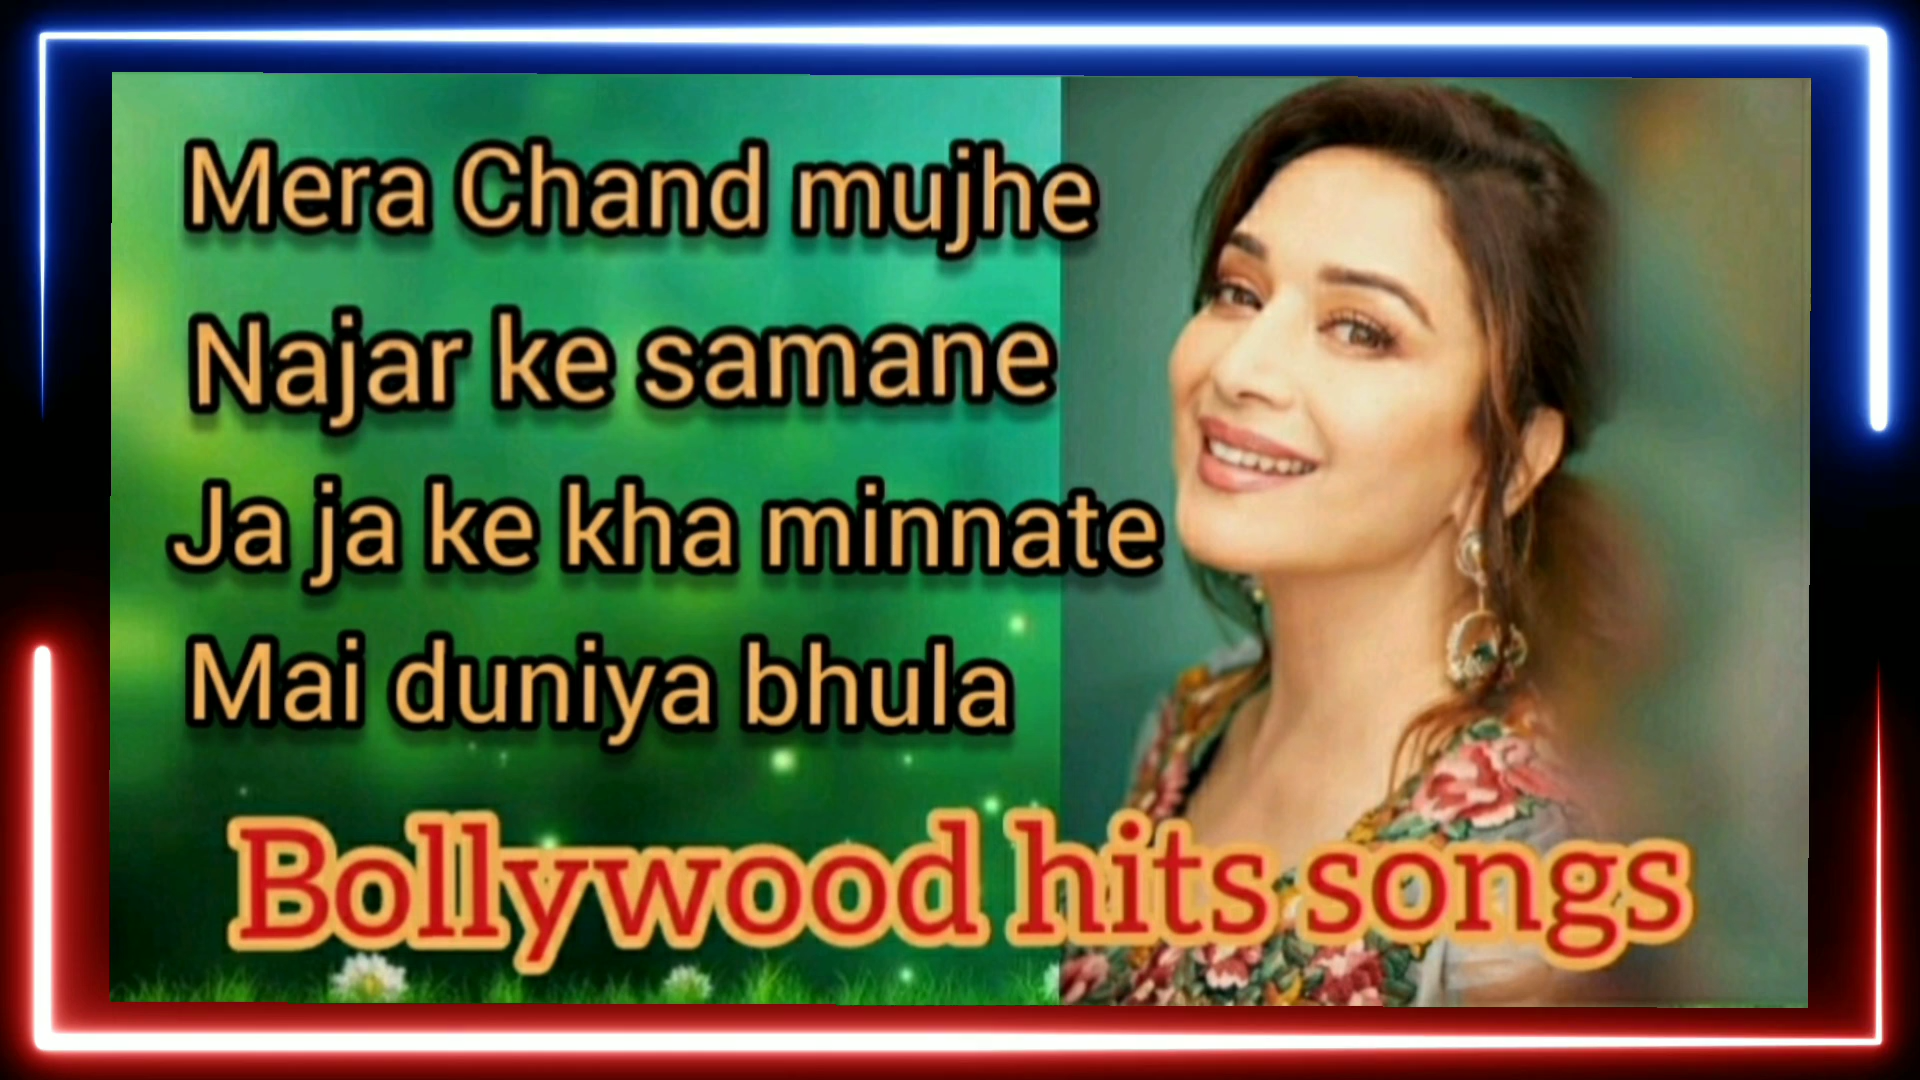 Mera Chand mujhe
Najar ke samane
Ja ja ke kha minnate
Mai duniya bhula
Bollywood hits songs